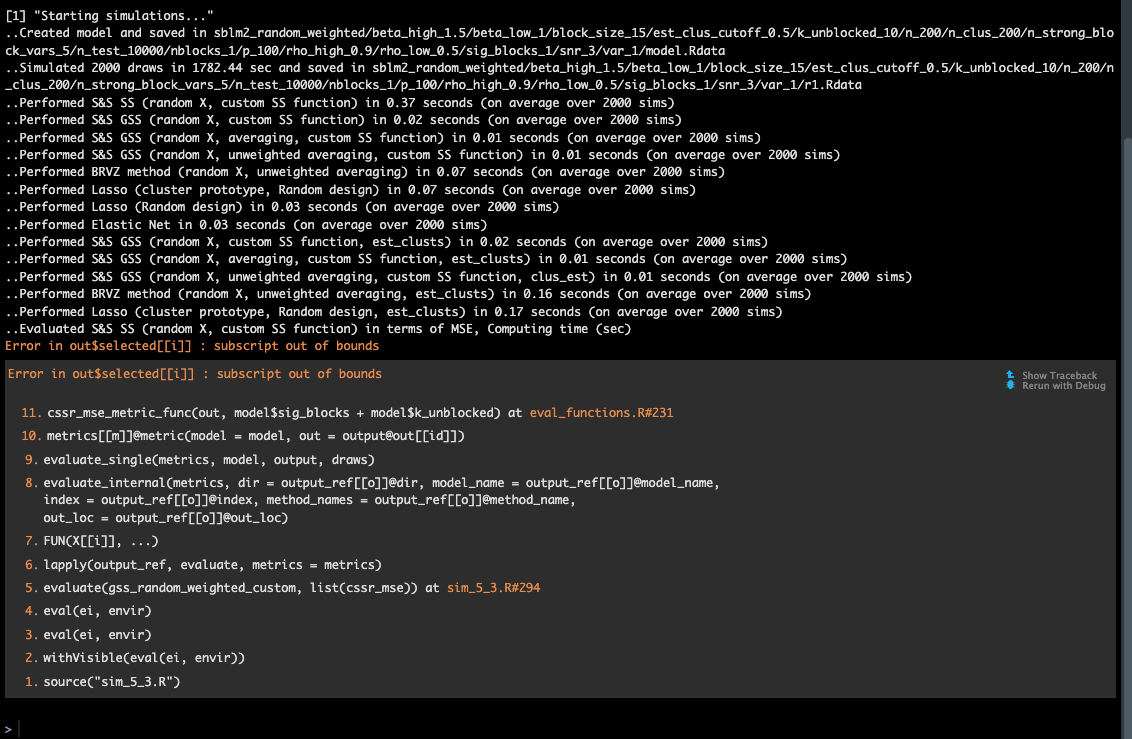 [1] "Starting simulations..."
..Created model and saved in sblm2_random_weighted/beta_high_1.5/beta_low_1/block_size_15/est_clus_cutoff_0.5/k_unblocked_10/n_200/n_clus_200/n_strong_blo
ck_vars_5/n_test_10000/nblocks_1/p_100/rho_high_0.9/rho_low_0.5/sig_blocks_1/snr_3/var_1/model.Rdata
..Simulated 2000 draws in 1782.44 sec and saved in sblm2_random_weighted/beta_high_1.5/beta_low_1/block_size_15/est_clus_cutoff_0.5/k_unblocked_10/n_200/n
_clus_200/n_strong_block_vars_5/n_test_10000/nblocks_1/p_100/rho_high_0.9/rho_low_0.5/sig_blocks_1/snr_3/var_1/r1.Rdata
..Performed S&S SS (random X, custom SS function) in 0.37 seconds (on average over 2000 sims)
..Performed S&S GSS (random X, custom SS function) in 0.02 seconds (on average over 2000 sims)
..Performed S&S GSS (random X, averaging, custom SS function) in 0.01 seconds (on average over 2000 sims)
..Performed S&S GSS (random X, unweighted averaging, custom SS function) in 0.01 seconds (on average over 2000 sims)
..Performed BRVZ method (random X, unweighted averaging) in 0.07 seconds (on average over 2000 sims)
..Performed Lasso (cluster prototype, Random design) in 0.07 seconds (on average over 2000 sims)
..Performed Lasso (Random design) in 0.03 seconds (on average over 2000 sims)
..Performed Elastic Net in 0.03 seconds (on average over 2000 sims)
..Performed S&S GSS (random X, custom SS function, est_clusts) in 0.02 seconds (on average over 2000 sims)
..Performed S&S GSS (random X, averaging, custom SS function, est_clusts) in 0.01 seconds (on average over 2000 sims)
..Performed S&S GSS (random X, unweighted averaging, custom SS function, clus_est) in 0.01 seconds (on average over 2000 sims)
..Performed BRVZ method (random X, unweighted averaging, est_clusts) in 0.16 seconds (on average over 2000 sims)
..Performed Lasso (cluster prototype, Random design, est_clusts) in 0.17 seconds (on average over 2000 sims)
..Evaluated S&S SS (random X, custom SS function) in terms of MSE, Computing time (sec)
Error in out$selected[[i]] : subscript out of bounds
Error in out$selected[[i]] : subscript out of bounds
Show Traceback
Rerun with Debug
11. cssr_mse_metric_func(out, model$sig_blocks + model$k_unblocked) at eval_functions.R#231
10. metrics[[m]]@metric(model = model, out = output@out[[id]])
9. evaluate_single(metrics, model, output, draws)
8. evaluate_internal(metrics, dir = output_ref[[o]]@dir, model_name = output_ref[[o]]@model_name,
index = output_ref[[o]]@index, method_names = output_ref[[o]]@method_name,
out_loc = output_ref[[o]]@out_loc)
7. FUN(X[[i]], ...)
6. lapply(output_ref, evaluate, metrics = metrics)
5. evaluate(gss_random_weighted_custom, list(cssr_mse)) at sim_5_3.R#294
4. eval(ei, envir)
3. eval(ei, envir)
2. withVisible(eval(ei, envir))
1. source("sim_5_3.R")
>